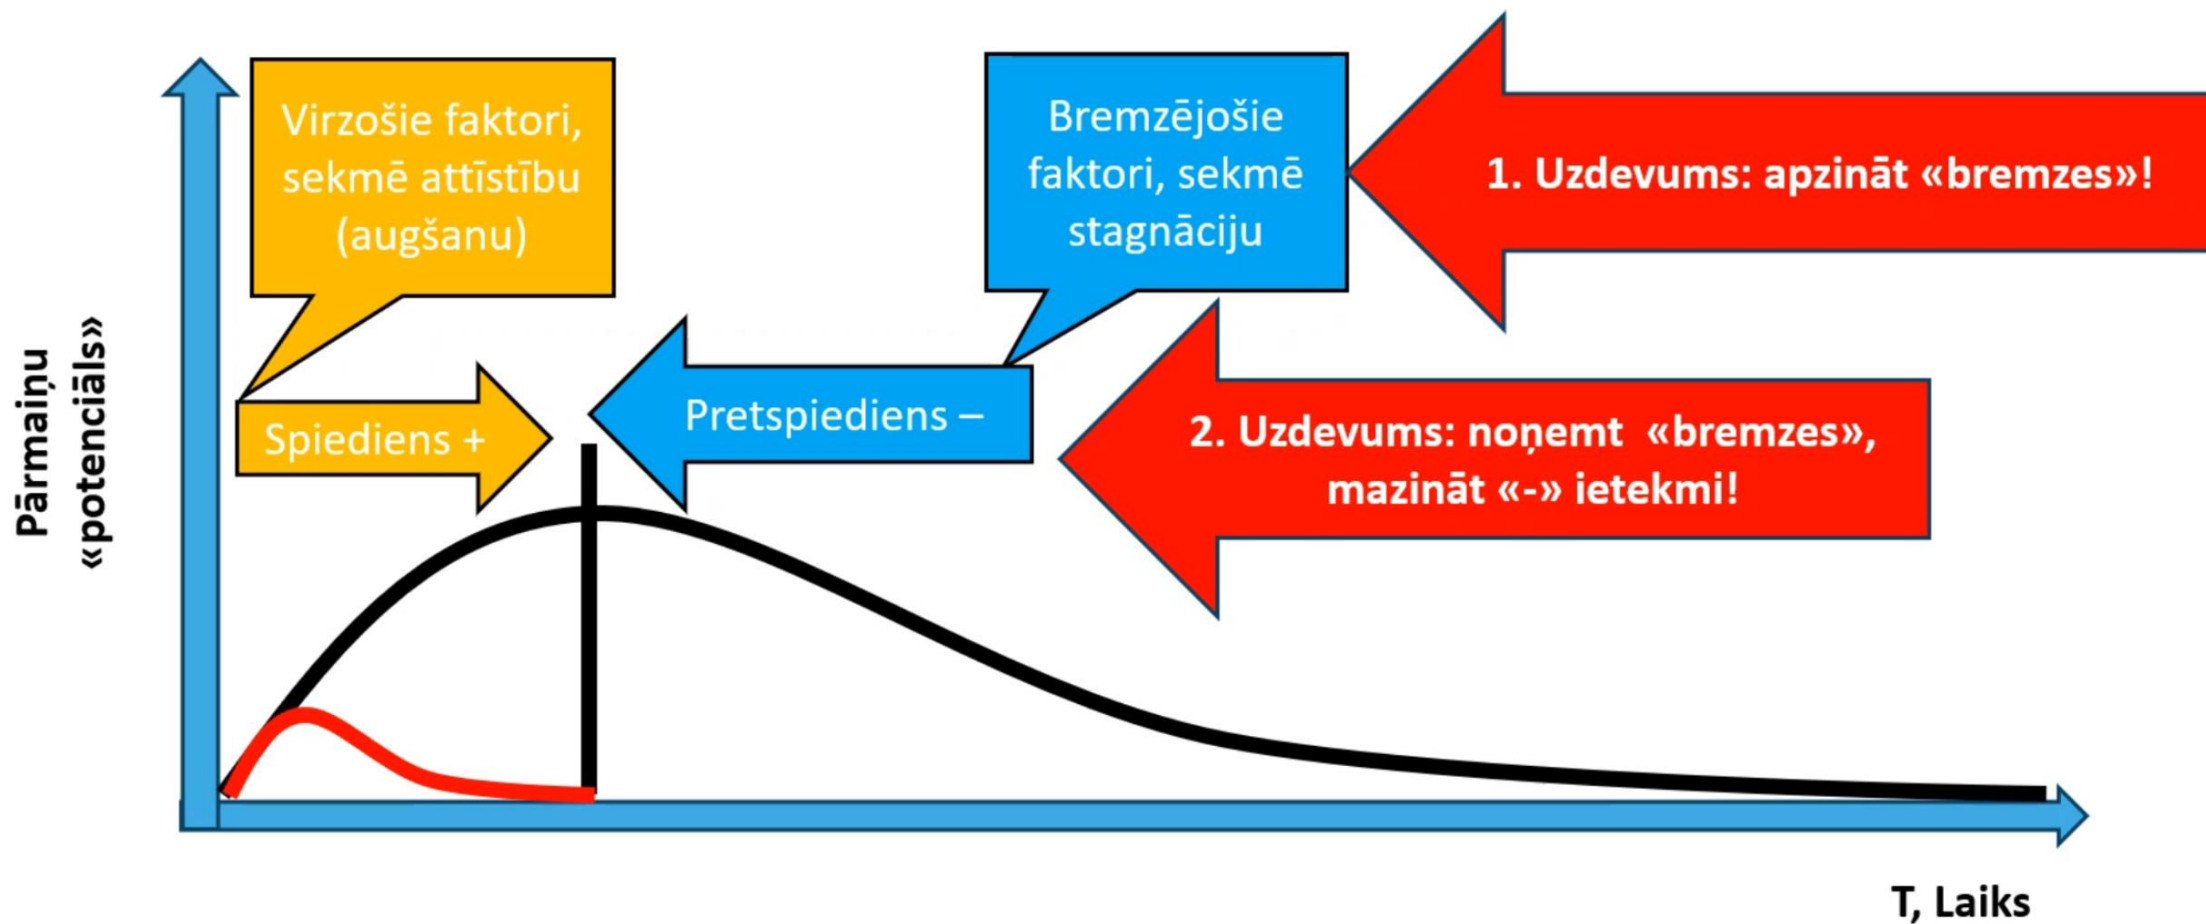 Virzošie faktori,
sekmē attīstību
(augšanu)
Bremzējošie
faktori, sekmē
stagnāciju
1. Uzdevums: apzināt «bremzes»!
Spiediens +
Pretspiediens –
2. Uzdevums: noņemt «bremzes»,
mazināt «-» ietekmi!
Pārmaiņu
«potenciāls»
T, Laiks